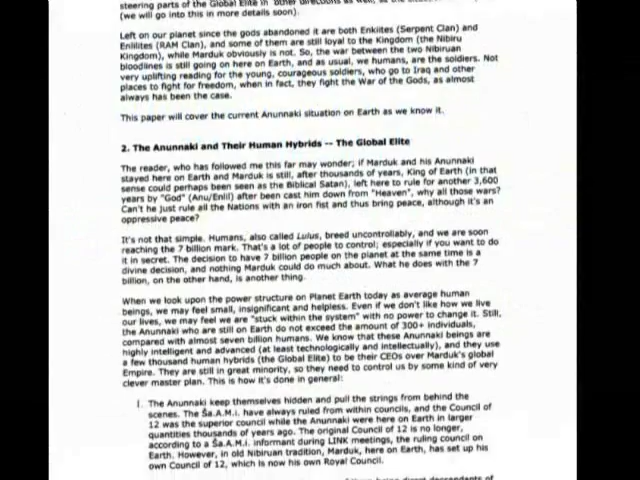 steering parts of the Global Elite in other directions as well, as the
(we will go into this in more details soon).
Left on our planet since the gods abandoned it are both Enkiites (Serpent Clan) and
Enlilites (RAM Clan), and some of them are still loyal to the Kingdom (the Nibiru
Kingdom), while Marduk obviously is not. So, the war between the two Nibiruan
bloodlines is still going on here on Earth, and as usual, we humans, are the soldiers. Not
very uplifting reading for the young, courageous soldiers, who go to Iraq and other
places to fight for freedom, when in fact, they fight the War of the Gods, as almost
always has been the case.
This paper will cover the current Anunnaki situation on Earth as we know it.
2. The Anunnaki and Their Human Hybrids -- The Global Elite
The reader, who has followed me this far may wonder; if Marduk and his Anunnaki
stayed here on Earth and Marduk is still, after thousands of years, King of Earth (in that
sense could perhaps been seen as the Biblical Satan), left here to rule for another 3,600
years by "God" (Anu/Enlil) after been cast him down from "Heaven", why all those wars?
Can't he just rule all the Nations with an iron fist and thus bring peace, although it's an
oppressive peace?
It's not that simple. Humans, also called Lulus, breed uncontrollably, and we are soon
reaching the 7 billion mark. That's a lot of people to control; especially if you want to do
it in secret. The decision to have 7 billion people on the planet at the same time is a
divine decision, and nothing Marduk could do much about. What he does with the 7
billion, on the other hand, is another thing.
When we look upon the power structure on Planet Earth today as average human
beings, we may feel small, insignificant and helpless. Even if we don't like how we live
our lives, we may feel we are "stuck within the system" with no power to change it. Still,
the Anunnaki who are still on Earth do not exceed the amount of 300+ individuals,
compared with almost seven billion humans. We know that these Anunnaki beings are
highly intelligent and advanced (at least technologically and intellectually), and they use
a few thousand human hybrids (the Global Elite) to be their CEOs over Marduk's global
Empire. They are still in great minority, so they need to control us by some kind of very
clever master plan. This is how it's done in general:
1. The Anunnaki keep themselves hidden and pull the strings from behind the
scenes. The Ša.A.M.i. have always ruled from within councils, and the Council of
12 was the superior council while the Anunnaki were here on Earth in larger
quantities thousands of years ago. The original Council of 12 is no longer,
according to a Ša.A.M.i. informant during LINK meetings, the ruling council on
Earth. However, in old Nibiruan tradition, Marduk, here on Earth, has set up his
own Council of 12, which is now his own Royal Council.